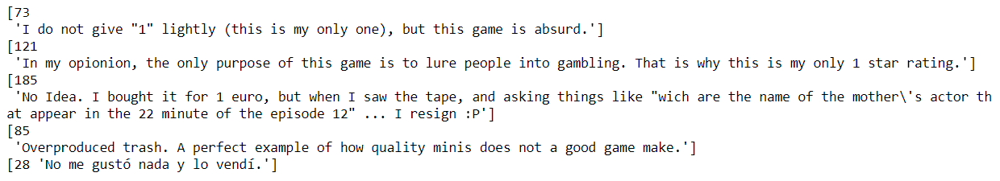 [73
 'I do not give "1" lightly (this is my only one), but this game is absurd.']
[121
 'In my opionion, the only purpose of this game is to lure people into gambling. That is why this is my only 1 star rating.']
[185
 'No Idea. I bought it for 1 euro, but when I saw the tape, and asking things like "wich are the name of the mother\'s actor th
at appear in the 22 minute of the episode 12" ... I resign :P']
[85
 'Overproduced trash. A perfect example of how quality minis does not a good game make.']
[28 'No me gustó nada y lo vendí.']